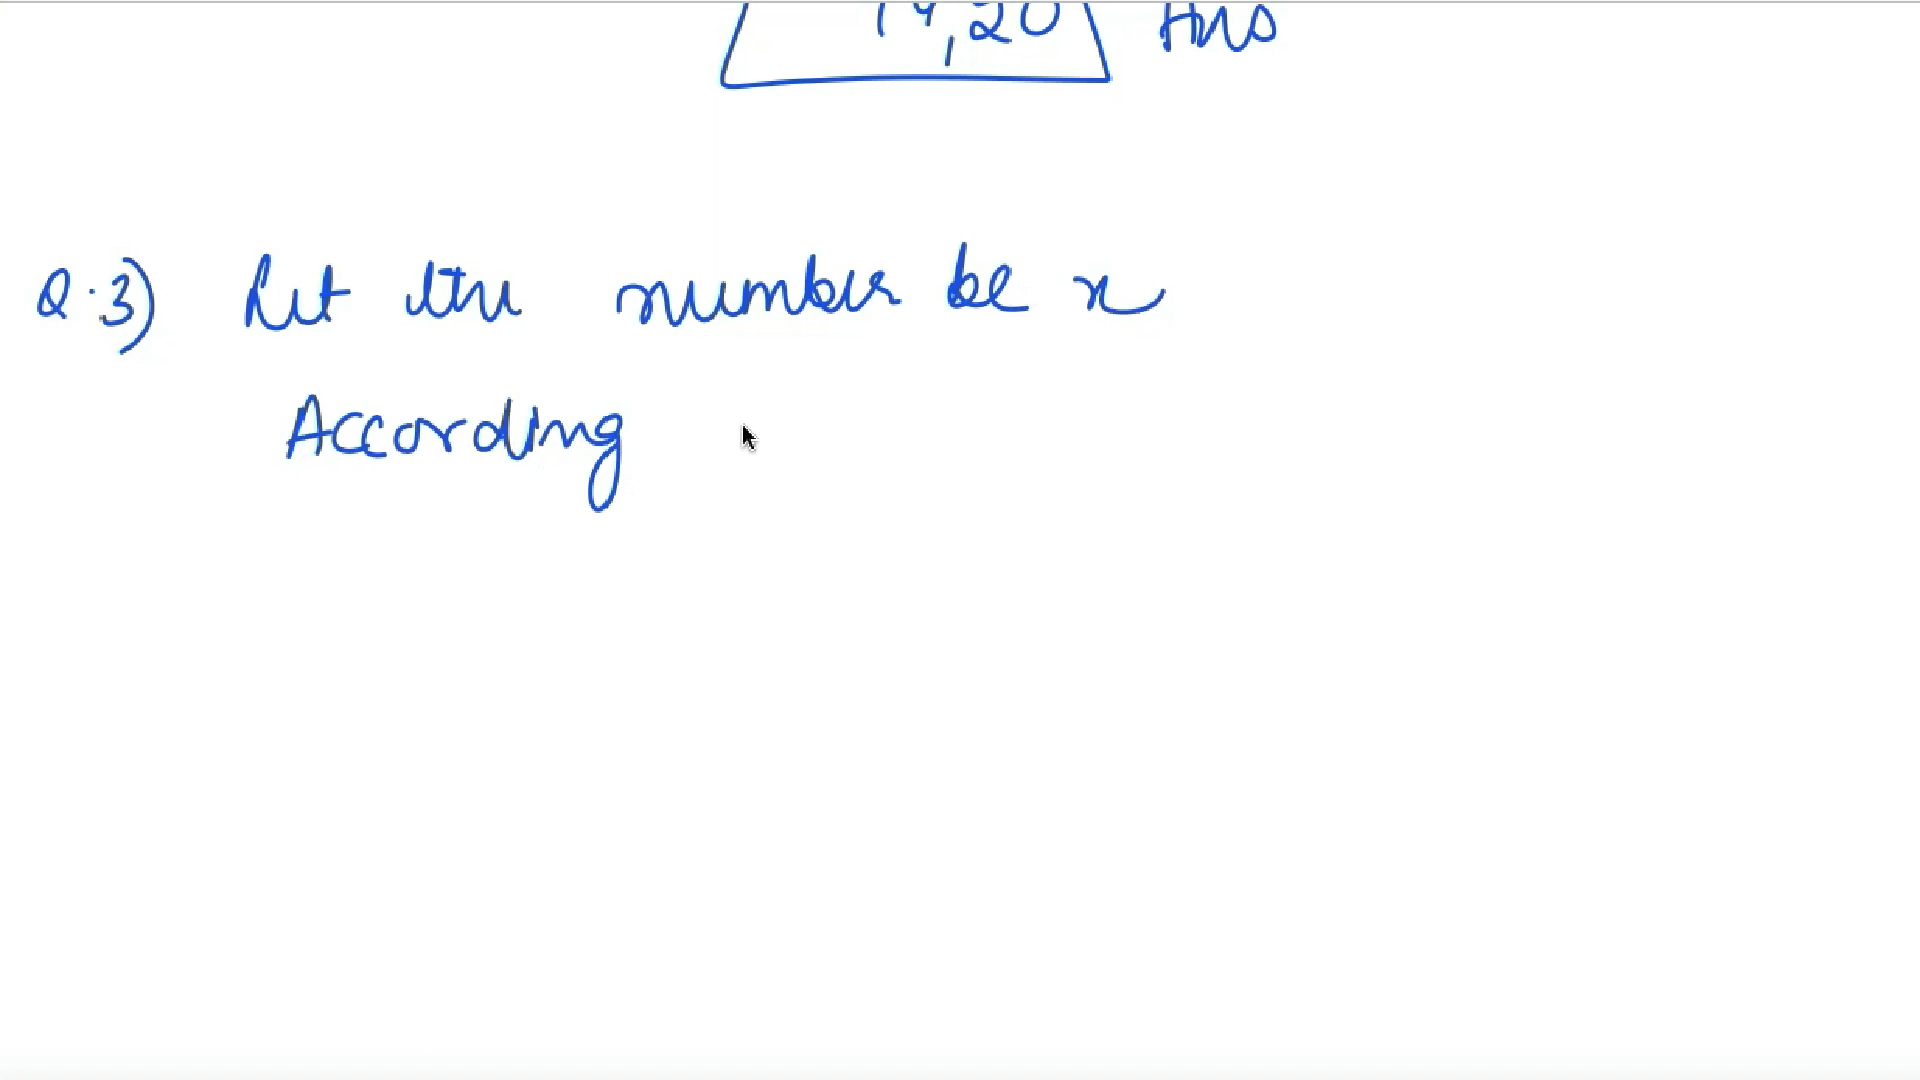 14,20 Ans
Q.3) Let the number be x
According